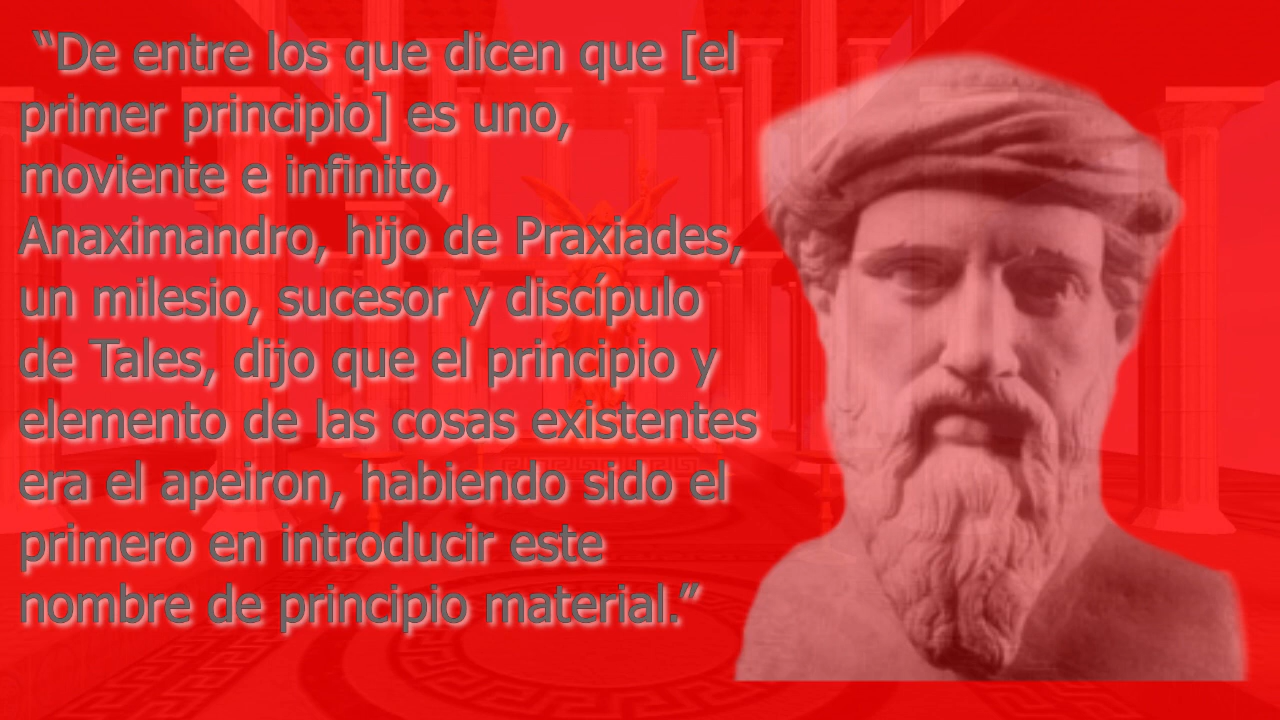 “De entre los que dicen que [el
primer principio] es uno,
moviente e infinito,
Anaximandro, hijo de Praxiades,
un milesio, sucesor y discípulo
de Tales, dijo que el principio y
elemento de las cosas existentes
era el apeiron, habiendo sido el
primero en introducir este
nombre de principio material.”